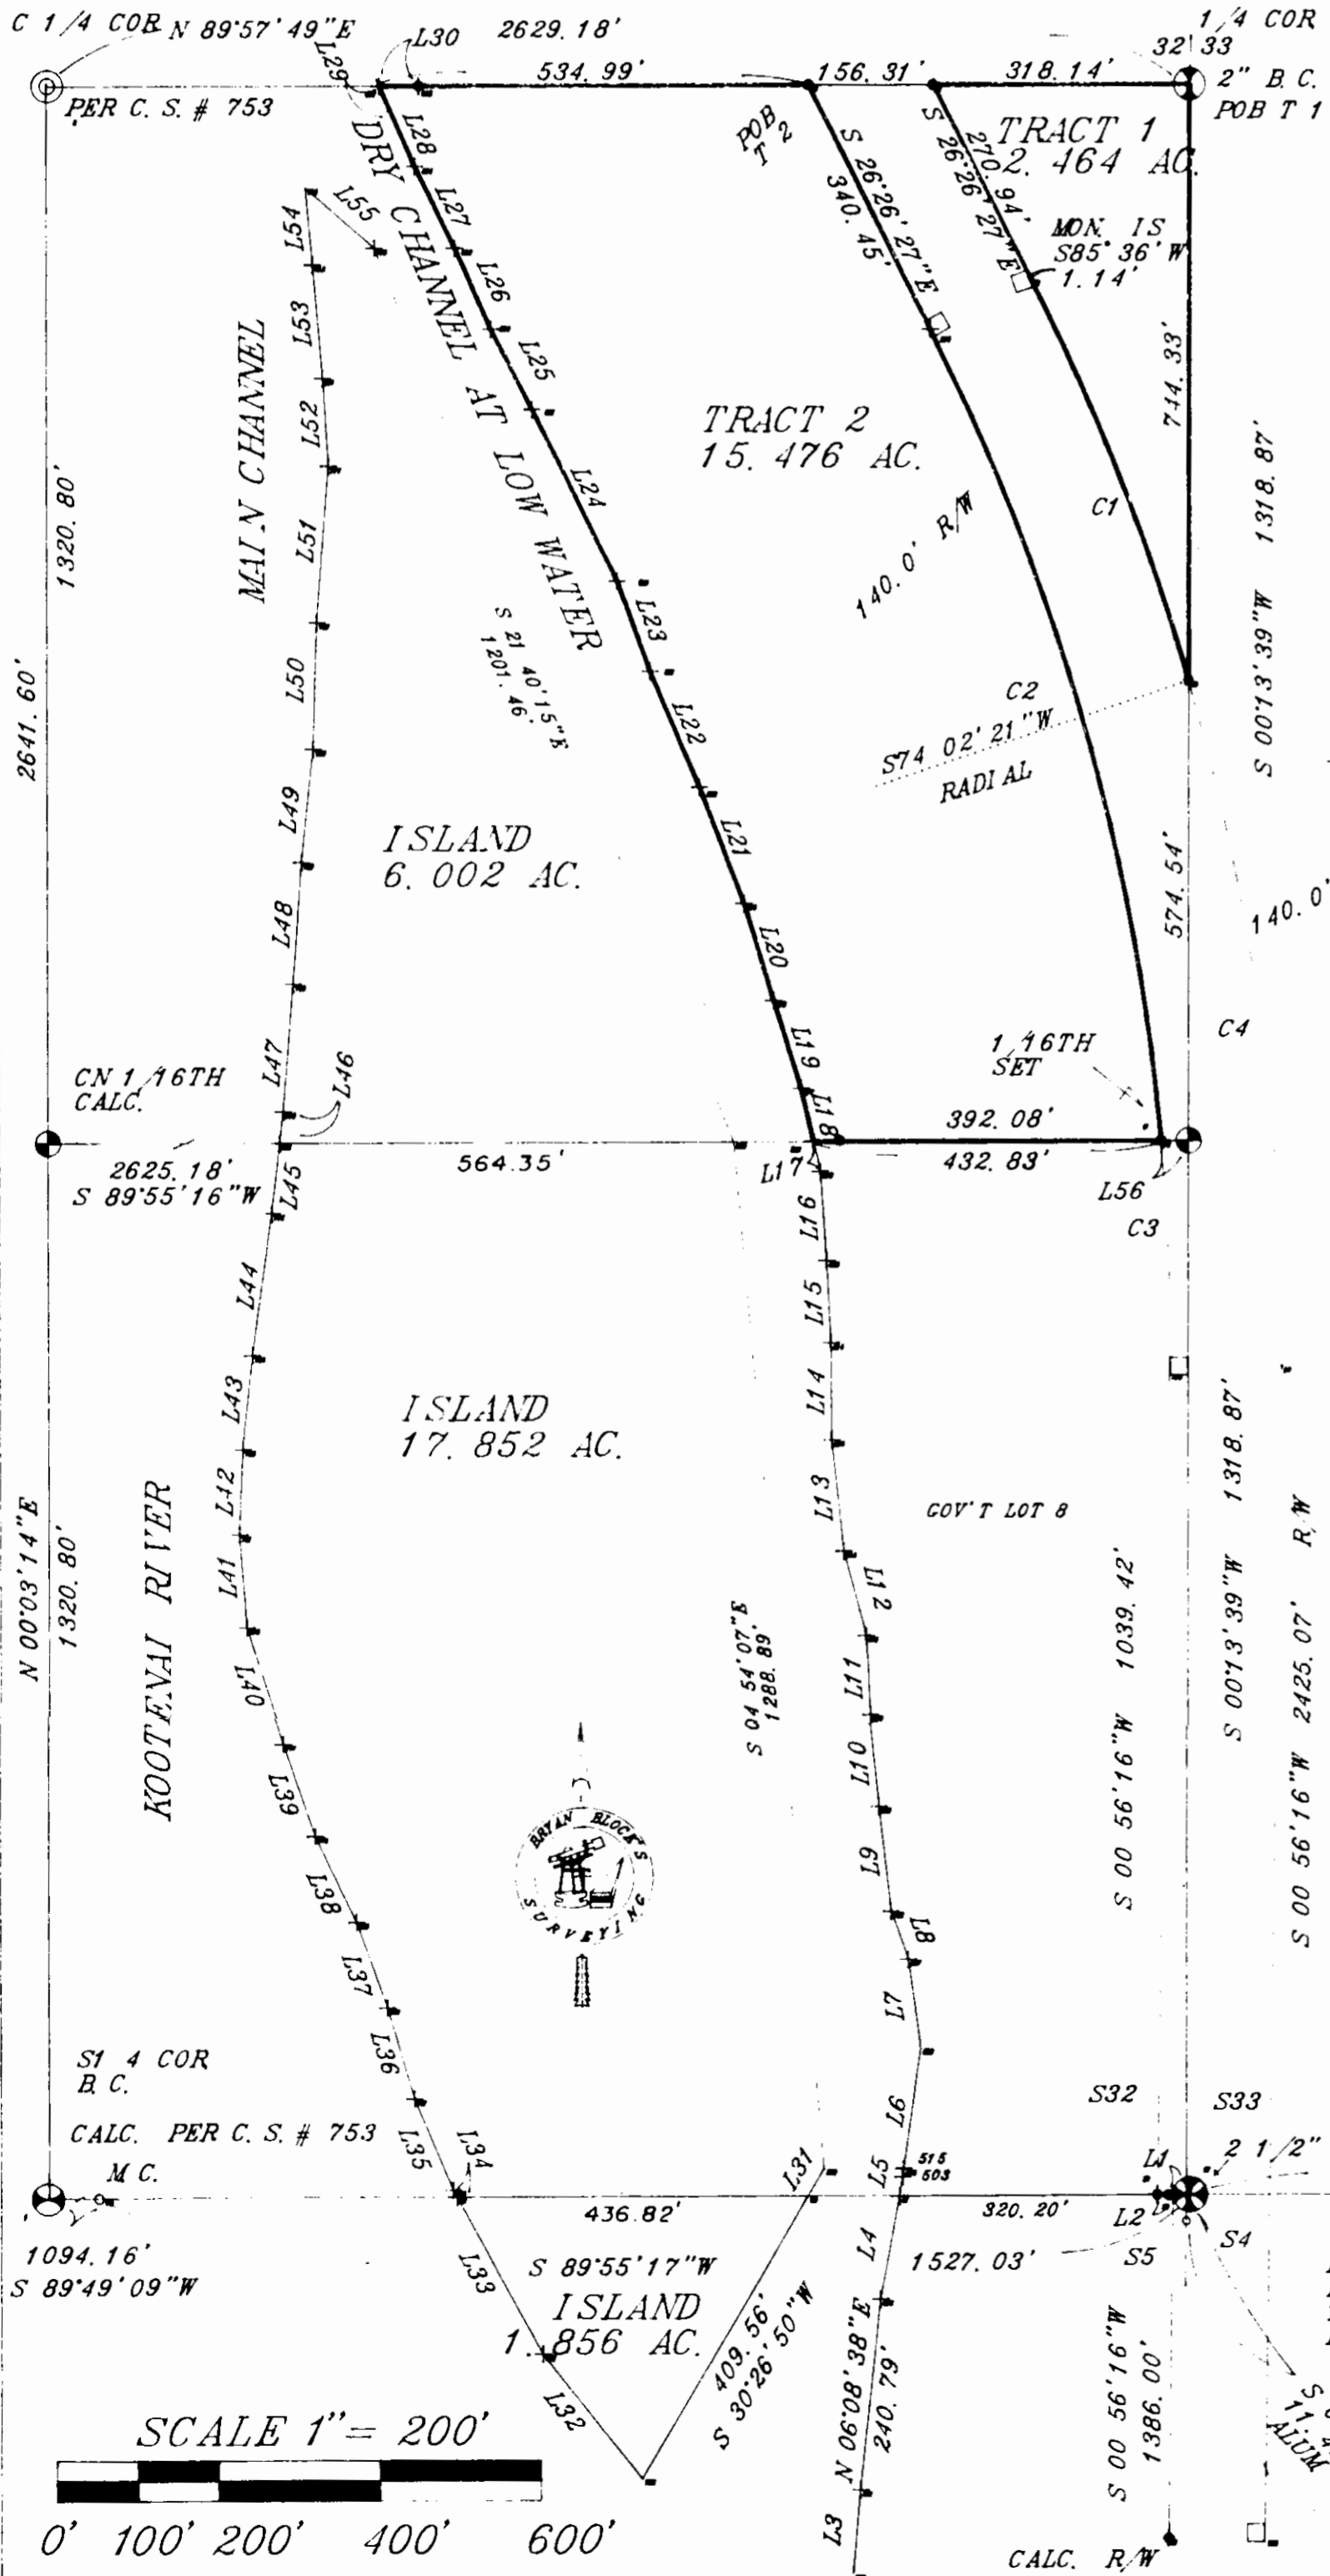 C 1/4 COR
N 89°57'49"E
L30
2629.18'
1/4 COR
32 33
L29
534.99'
156.31'
318.14'
2" B.C.
POB T 1
PER C.S.# 753
POB
T 2
TRACT 1
2.464 AC.
L28
DRY CHANNEL AT LOW WATER
S 26°26'27"E
340.45'
270.94'
S 26°26'27"E
MON. IS
S85°36'W
1.14'
L27
L55
L54
L26
L53
MAIN CHANNEL
L25
744.33'
TRACT 2
15.476 AC.
L52
L24
C1
1320.80'
S 00°13'39"W 1318.87'
140.0' R/W
L51
S 21 40'15"E
1201.46'
L23
L50
2641.60'
C2
L22
S74 02'21"W
RADIAL
L49
L21
ISLAND
6.002 AC.
574.54'
140.0'
L48
L20
C4
L19
1/16TH
SET
CN 1/16TH
CALC.
L47
L46
L18
392.08'
2625.18'
S 89°55'16"W
564.35'
L17
432.83'
L45
L56
L16
C3
L44
L15
L43
L14
ISLAND
17.852 AC.
L42
L13
GOV'T LOT 8
L41
N 00°03'14"E
1320.80'
KOOTENAI RIVER
L12
L40
L11
S 04 54'07"E
1288.89'
S 00 56'16"W 1039.42'
S 00°13'39"W 1318.87'
S 00 56'16"W 2425.07' R/W
L10
L39
BRYAN BLOCK'S
SURVEYING
L9
L38
L8
L37
L7
L36
S1 4 COR
B.C.
S32
S33
L6
CALC. PER C.S.# 753
L35
L34
L31
L5
515
503
L1
2 1/2"
M.C.
436.82'
320.20'
L2
1094.16'
S 89°49'09"W
L33
S 89°55'17"W
L4
1527.03'
S5
S4
ISLAND
1.856 AC.
409.56'
S 30°26'50"W
N 06°08'38"E
240.79'
L32
S 00 56'16"W
1386.00'
ALUM
SCALE 1"= 200'
L3
0' 100' 200' 400' 600'
CALC. R/W